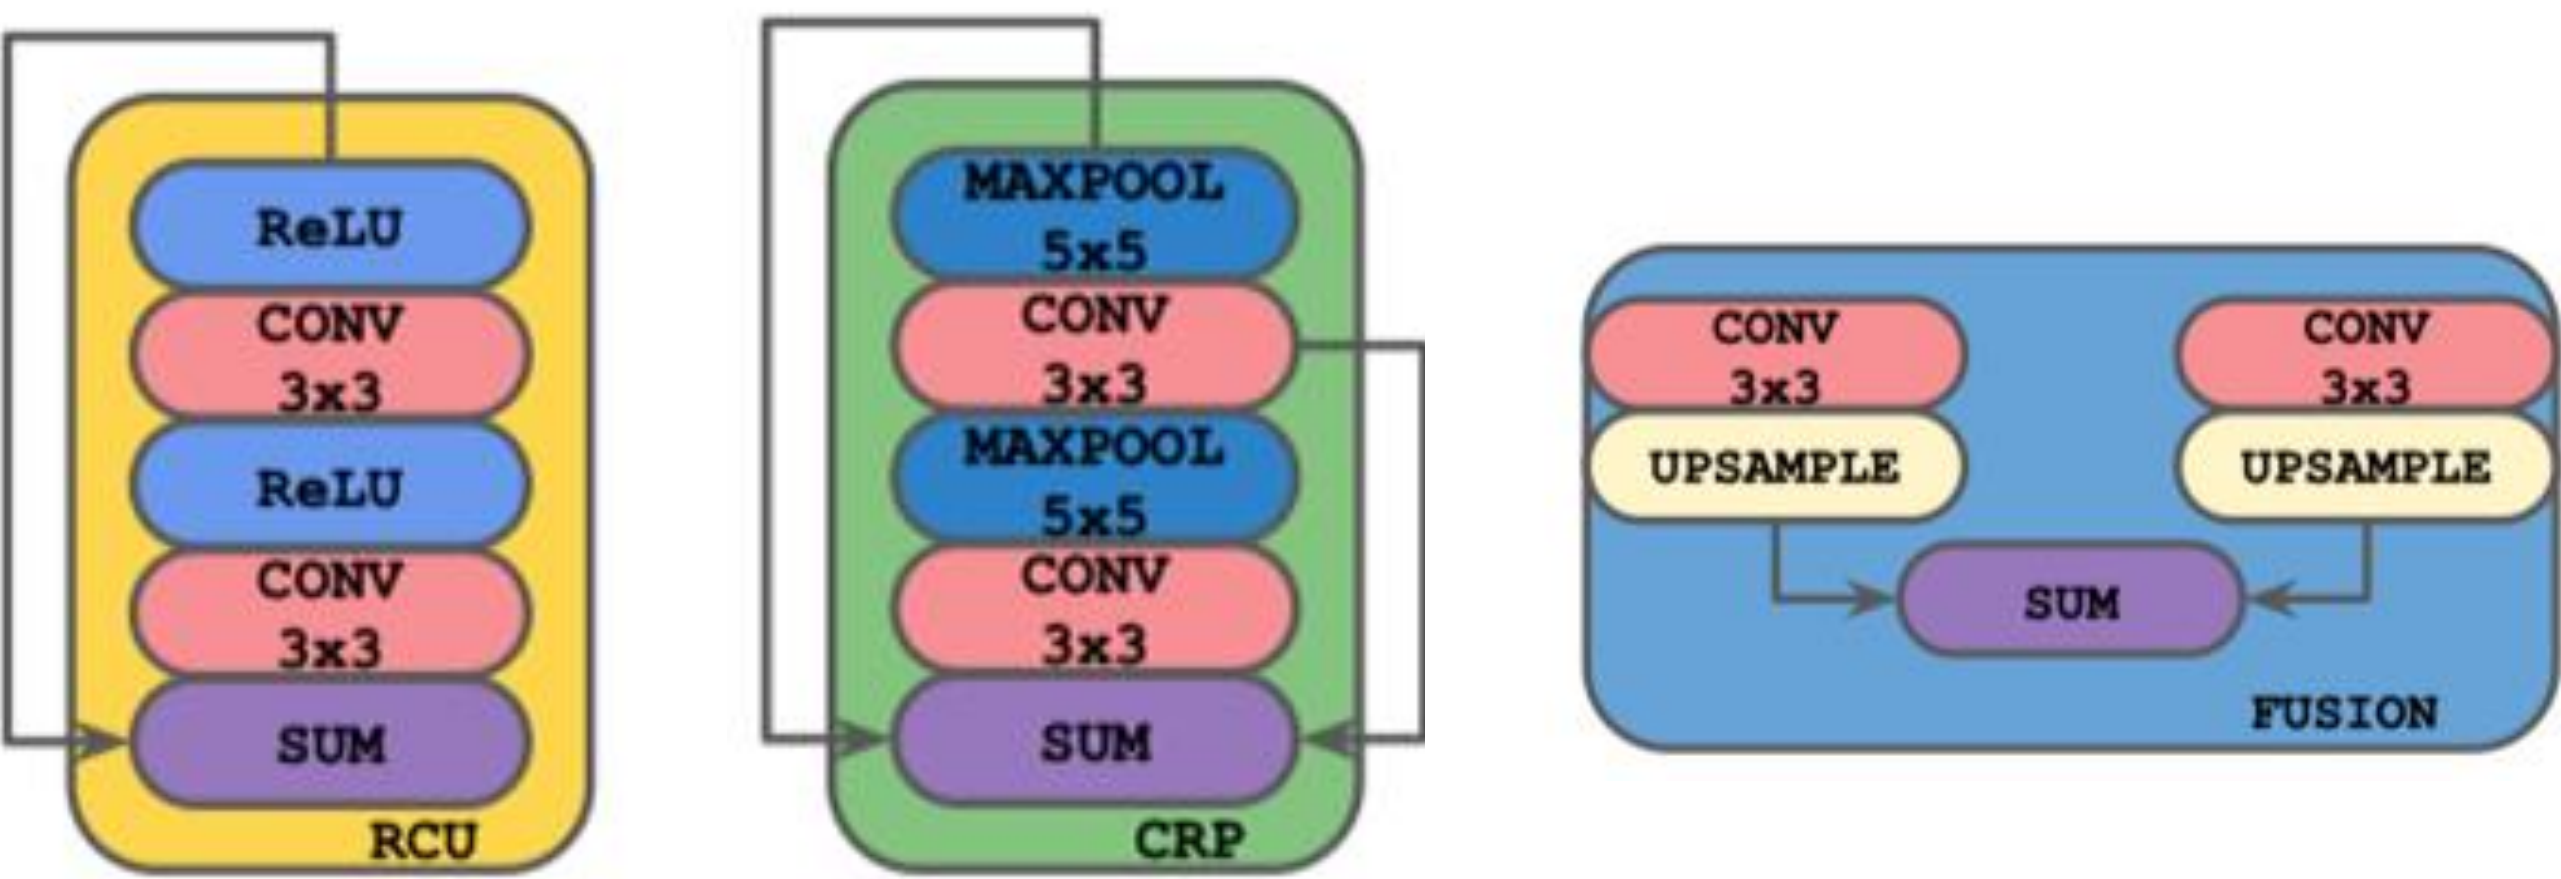 ReLU
CONV
3x3
ReLU
CONV
3x3
SUM
RCU
MAXPOOL
5x5
CONV
3x3
MAXPOOL
5x5
CONV
3x3
SUM
CRP
CONV
3x3
UPSAMPLE
CONV
3x3
UPSAMPLE
SUM
FUSION